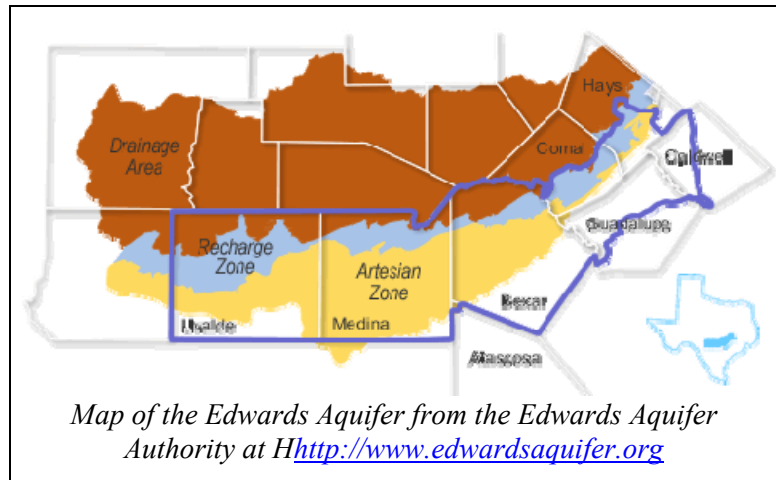 Hays
Drainage
Area
Comal
Caldwell
Guadalupe
Recharge
Zone
Artesian
Zone
Bexar
Uvalde
Medina
Atascosa
Map of the Edwards Aquifer from the Edwards Aquifer
Authority at Hhttp://www.edwardsaquifer.org